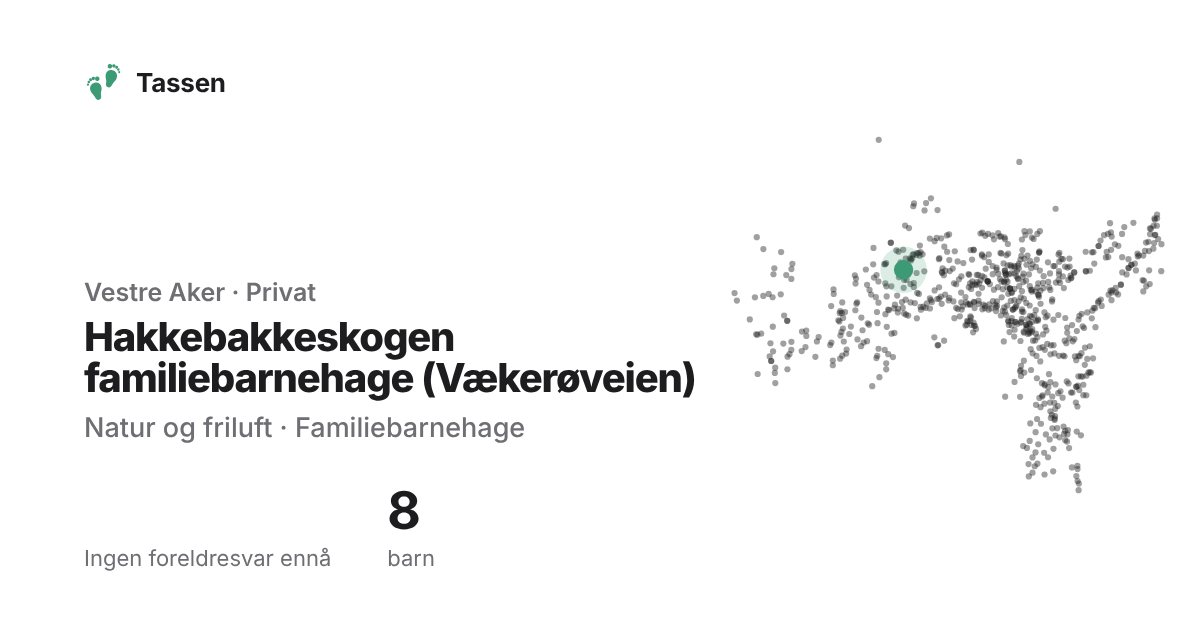 Tassen
Vestre Aker · Privat
Hakkebakkeskogen
familiebarnehage (Vækerøveien)
Natur og friluft · Familiebarnehage
8
Ingen foreldresvar ennå
barn